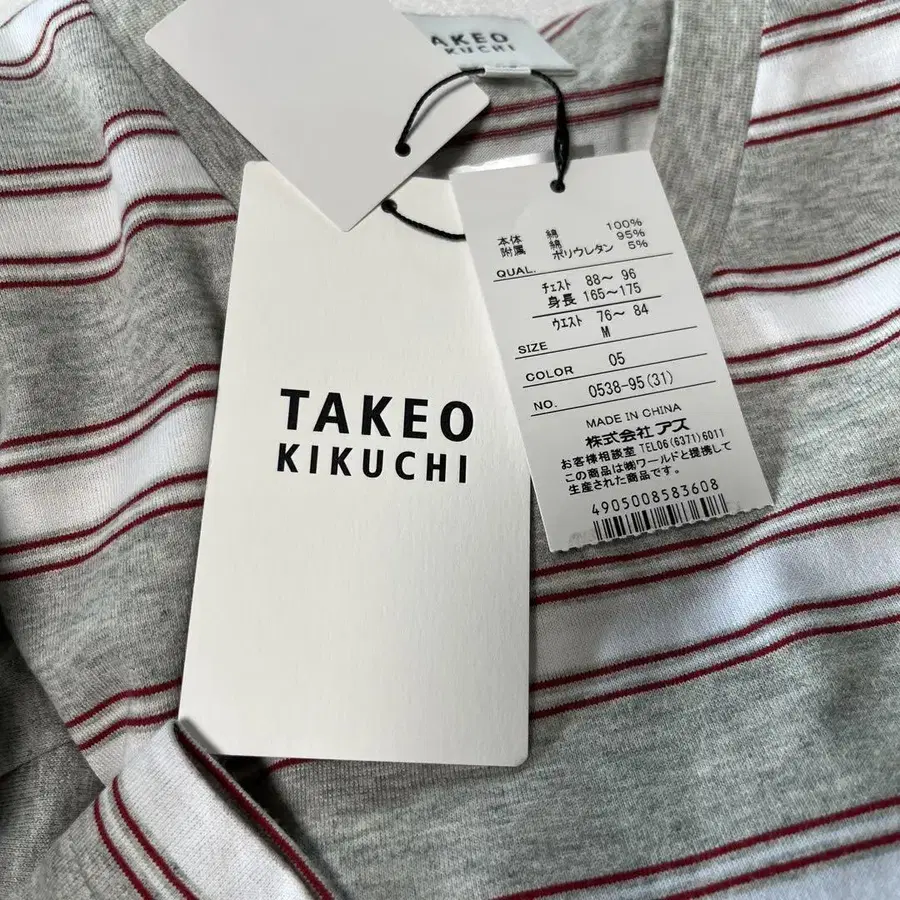 TAKEO
KIKUCHI
TAKEO
KIKUCHI
本体 綿 100%
附属 綿 95%
ポリウレタン 5%
QUAL.
チェスト 88～ 96
身長 165～175
ウエスト 76～ 84
SIZE M
COLOR 05
NO. 0538-95(31)
MADE IN CHINA
株式会社 アズ
お客様相談室 TEL06(6371)6011
この商品は㈱ワールドと提携して
生産された商品です。
4905008583608